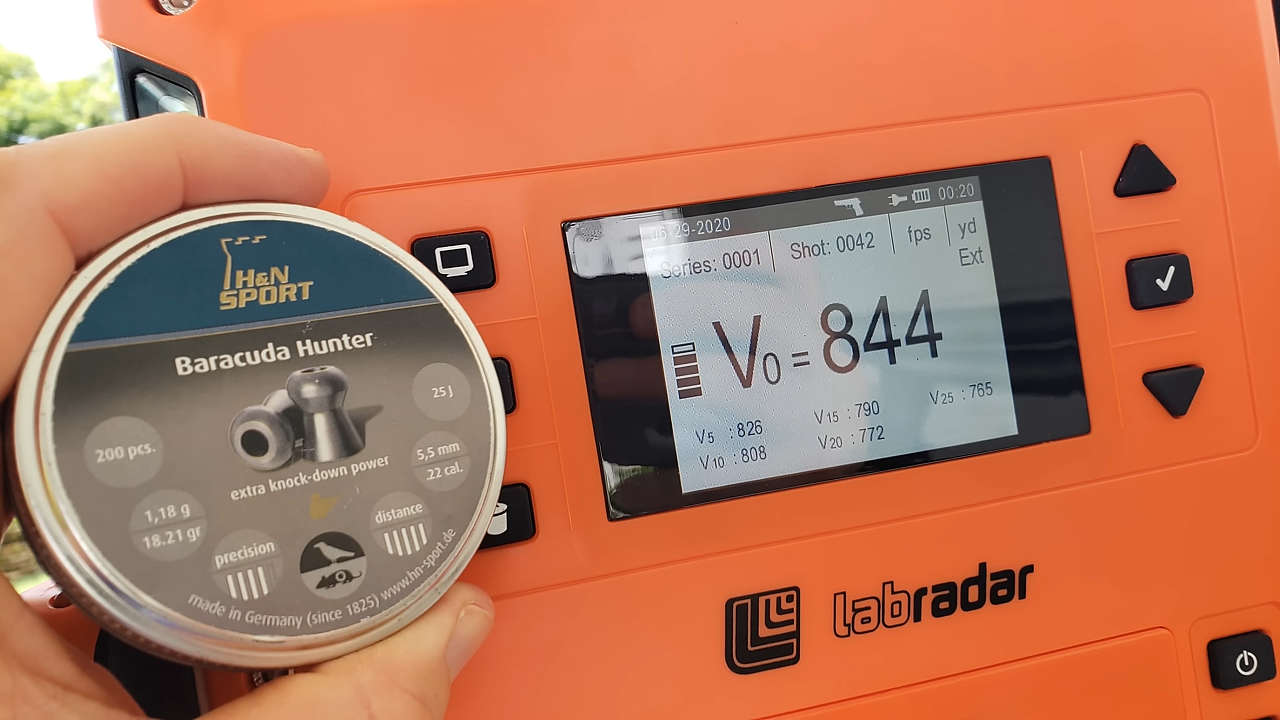 H&N
SPORT
Baracuda Hunter
25 J
200 pcs.
5,5 mm
.22 cal.
extra knock-down power
1,18 g
18.21 gr
precision
distance
made in Germany (since 1825) www.hn-sport.de
06-29-2020
00:20
Series: 0001
Shot: 0042
fps
yd
Ext
V0 = 844
V5 : 826
V10 : 808
V15 : 790
V20 : 772
V25 : 765
labradar